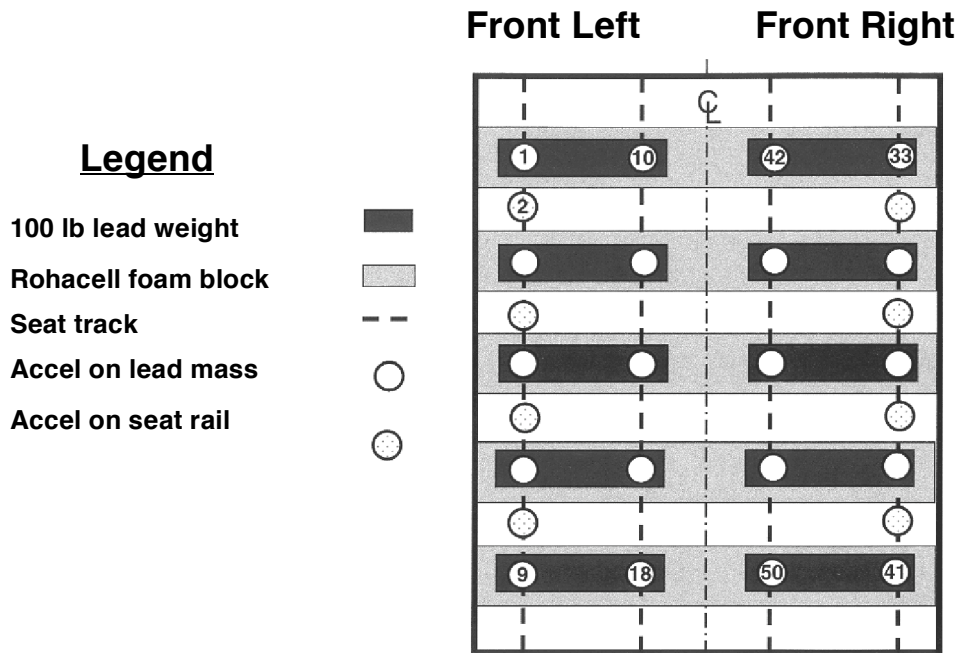 Front Left Front Right
℄
Legend
1 10 42 33
2
100 lb lead weight
Rohacell foam block
Seat track
Accel on lead mass
Accel on seat rail
9 18 50 41